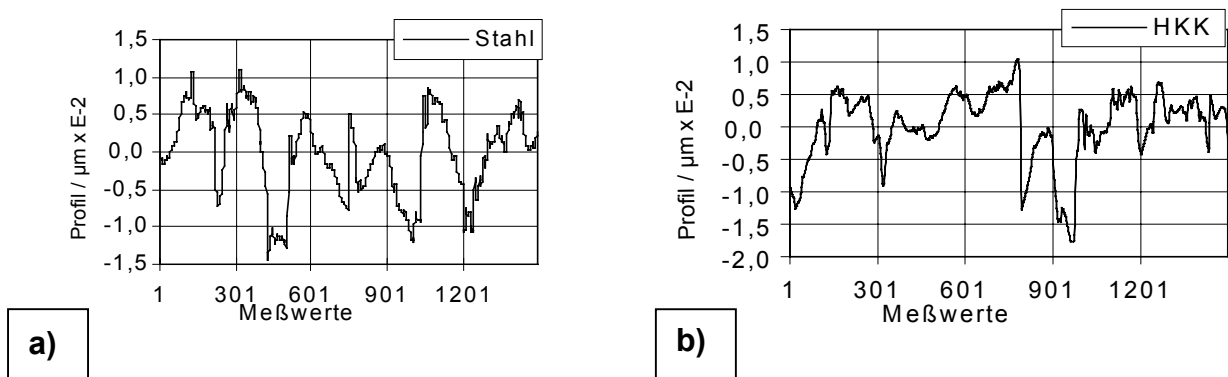 Stahl
Profil / µm x E-2
1,5
1,0
0,5
0,0
-0,5
-1,0
-1,5
1 301 601 901 1201
Meßwerte
a)
HKK
Profil / µm x E-2
1,5
1,0
0,5
0,0
-0,5
-1,0
-1,5
-2,0
1 301 601 901 1201
Meßwerte
b)